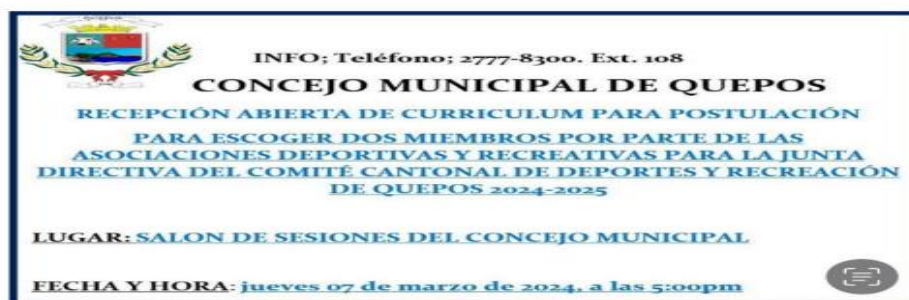 INFO; Teléfono; 2777-8300. Ext. 108
CONCEJO MUNICIPAL DE QUEPOS
RECEPCIÓN ABIERTA DE CURRICULUM PARA POSTULACIÓN
PARA ESCOGER DOS MIEMBROS POR PARTE DE LAS
ASOCIACIONES DEPORTIVAS Y RECREATIVAS PARA LA JUNTA
DIRECTIVA DEL COMITÉ CANTONAL DE DEPORTES Y RECREACIÓN
DE QUEPOS 2024-2025
LUGAR: SALON DE SESIONES DEL CONCEJO MUNICIPAL
FECHA Y HORA: jueves 07 de marzo de 2024, a las 5:00pm